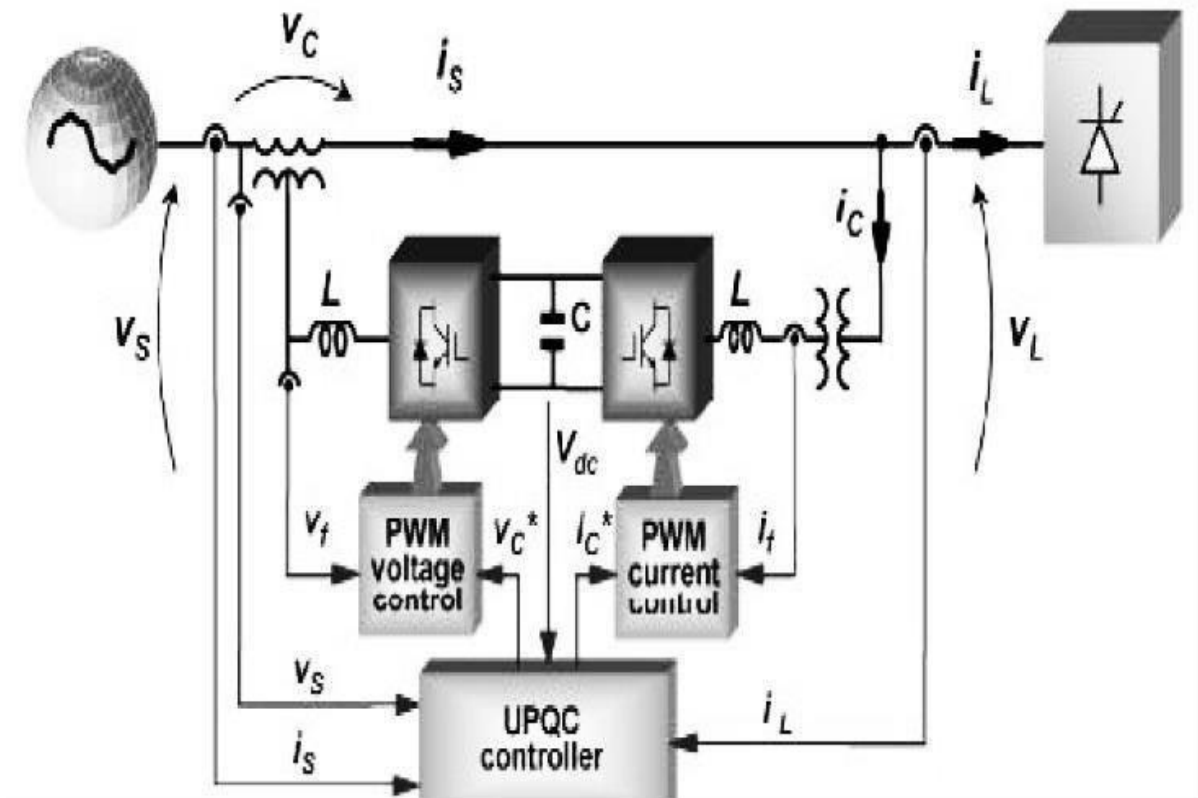 v_C
i_S
i_L
i_C
L
C
L
v_S
v_L
V_dc
v_f
PWM
voltage
control
v_C*
i_C*
PWM
current
control
i_f
v_S
UPQC
controller
i_L
i_S